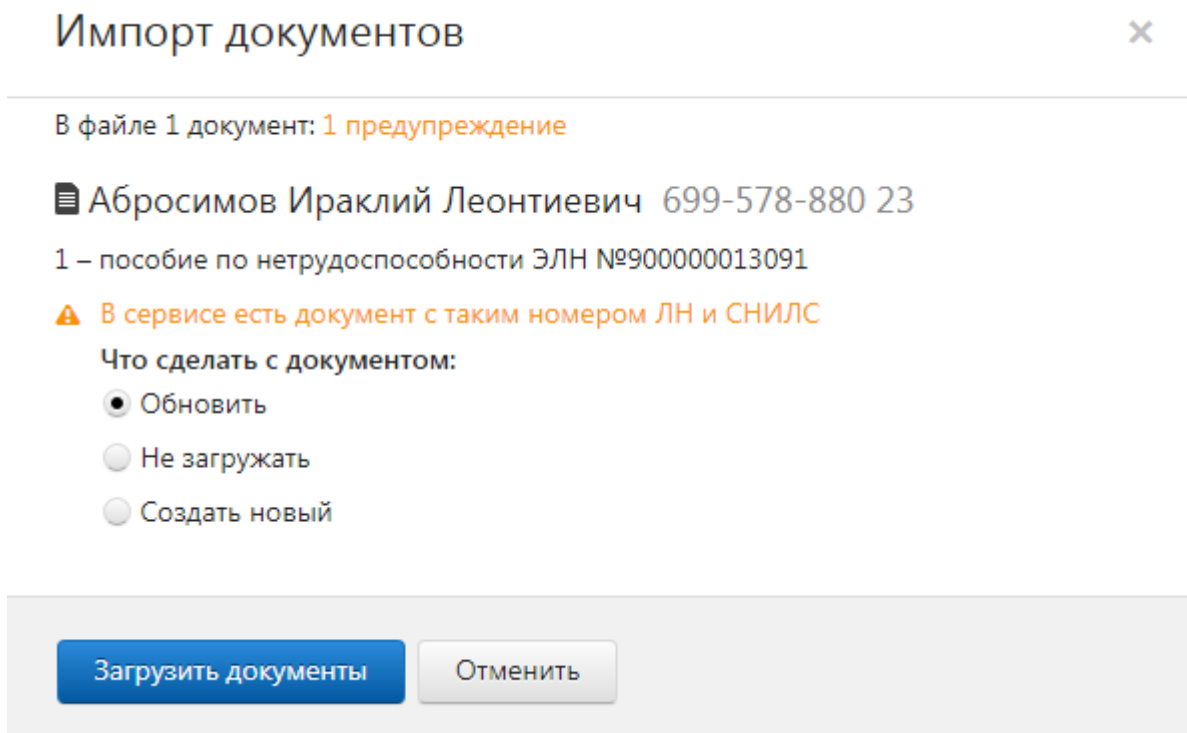 Импорт документов
В файле 1 документ: 1 предупреждение
Абросимов Ираклий Леонтиевич 699-578-880 23
1 – пособие по нетрудоспособности ЭЛН №900000013091
В сервисе есть документ с таким номером ЛН и СНИЛС
Что сделать с документом:
Обновить
Не загружать
Создать новый
Загрузить документы Отменить